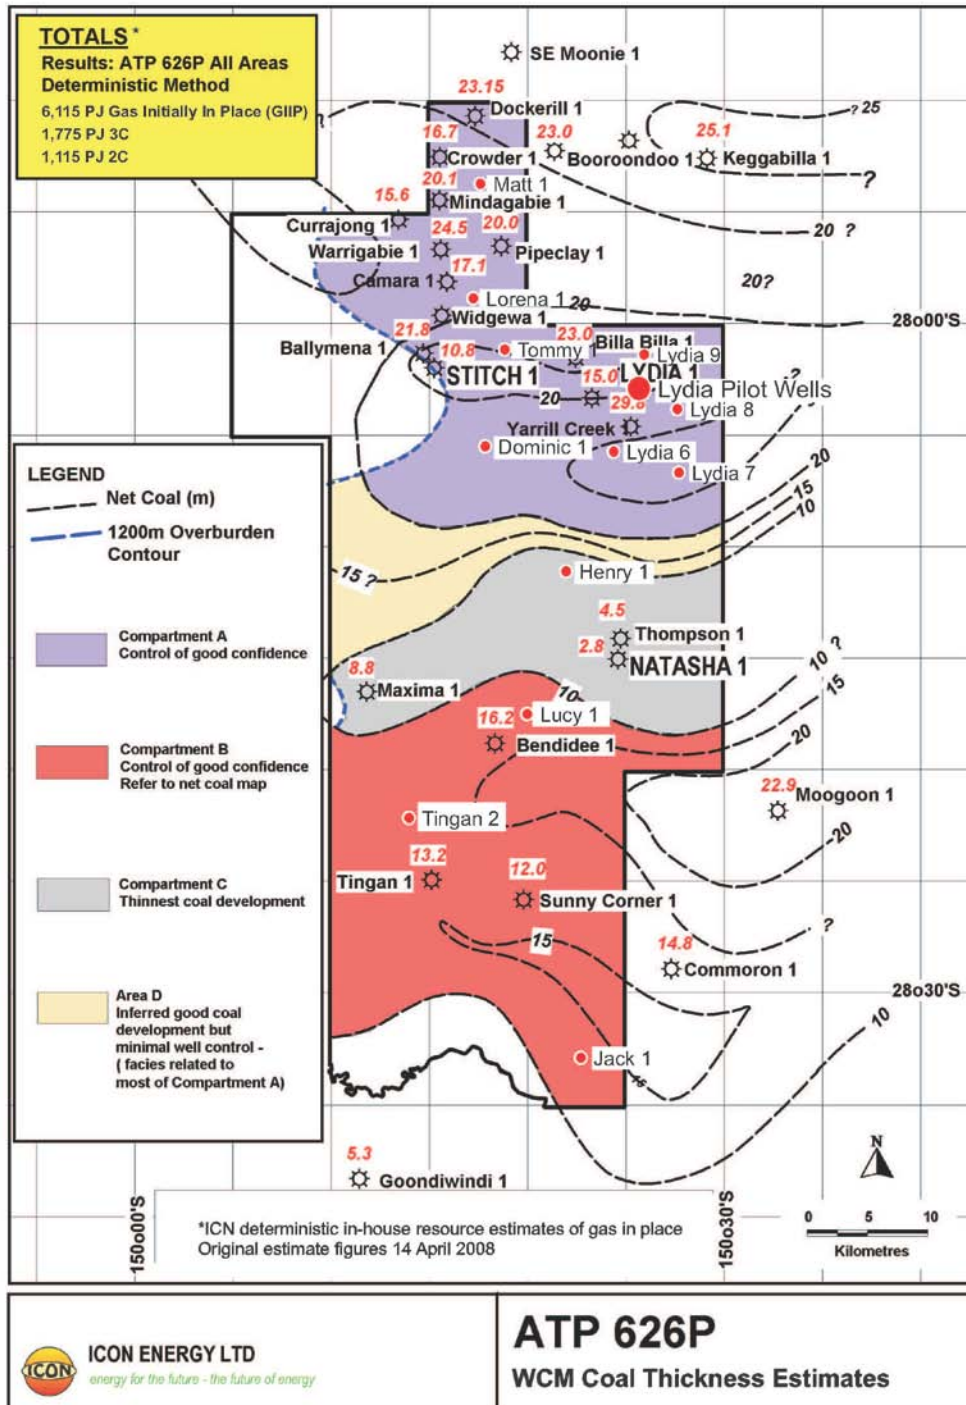 TOTALS *
Results: ATP 626P All Areas
Deterministic Method
6,115 PJ Gas Initially In Place (GIIP)
1,775 PJ 3C
1,115 PJ 2C
SE Moonie 1
23.15
Dockerill 1
? 25
16.7
Crowder 1
23.0
Booroondoo 1
25.1
Keggabilla 1
?
20.1
Matt 1
Mindagabie 1
15.6
Currajong 1
24.5
Warrigabie 1
20.0
Pipeclay 1
20 ?
17.1
Camara 1
20?
Lorena 1
20
Widgewa 1
28o00'S
21.8
Ballymena 1
10.8
STITCH 1
Tommy 1
23.0
Billa Billa 1
Lydia 9
LYDIA 1
15.0
Lydia Pilot Wells
?
20
29.8
Lydia 8
Yarrill Creek 1
Dominic 1
Lydia 6
Lydia 7
20
15
10
LEGEND
Net Coal (m)
1200m Overburden
Contour
Compartment A
Control of good confidence
Compartment B
Control of good confidence
Refer to net coal map
Compartment C
Thinnest coal development
Area D
Inferred good coal
development but
minimal well control -
( facies related to
most of Compartment A)
15 ?
Henry 1
4.5
Thompson 1
2.8
NATASHA 1
10 ?
15
20
8.8
Maxima 1
10
Lucy 1
16.2
Bendidee 1
22.9
Moogoon 1
20
Tingan 2
13.2
Tingan 1
12.0
Sunny Corner 1
15
?
14.8
Commoron 1
28o30'S
10
Jack 1
15
5.3
Goondiwindi 1
N
150o00'S
150o30'S
*ICN deterministic in-house resource estimates of gas in place
Original estimate figures 14 April 2008
0 5 10
Kilometres
ICON
ICON ENERGY LTD
energy for the future - the future of energy
ATP 626P
WCM Coal Thickness Estimates